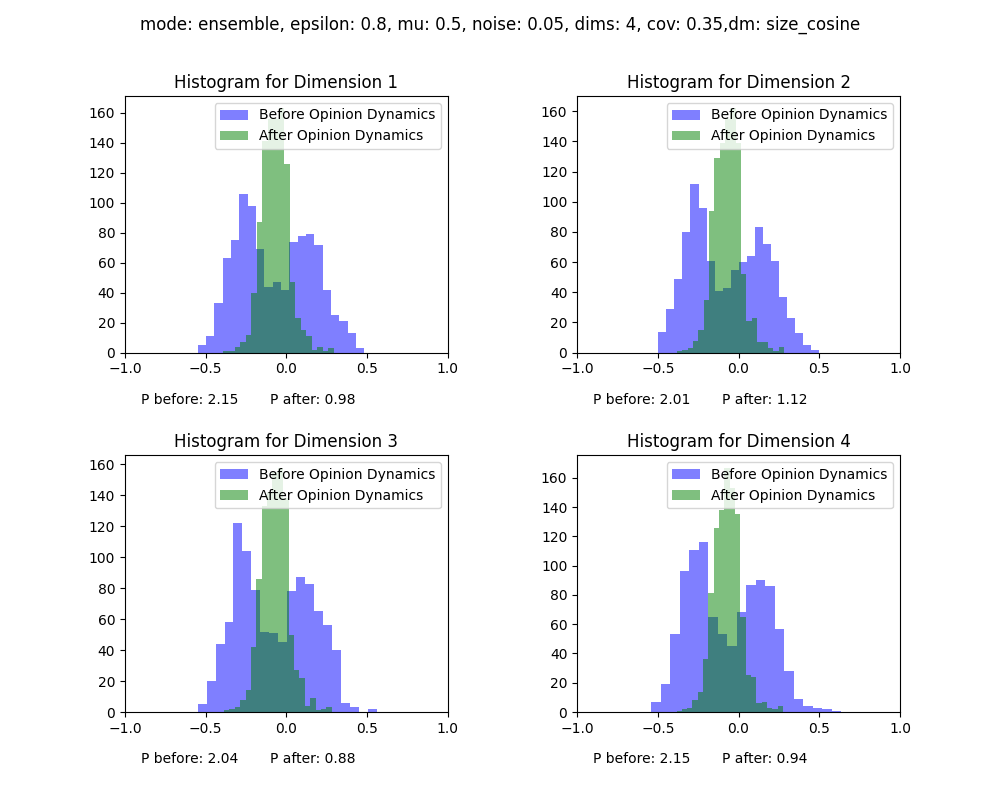 mode: ensemble, epsilon: 0.8, mu: 0.5, noise: 0.05, dims: 4, cov: 0.35,dm: size_cosine
Histogram for Dimension 1
Before Opinion Dynamics
After Opinion Dynamics
160
140
120
100
80
60
40
20
0
−1.0 −0.5 0.0 0.5 1.0
P before: 2.15 P after: 0.98
Histogram for Dimension 2
Before Opinion Dynamics
After Opinion Dynamics
160
140
120
100
80
60
40
20
0
−1.0 −0.5 0.0 0.5 1.0
P before: 2.01 P after: 1.12
Histogram for Dimension 3
Before Opinion Dynamics
After Opinion Dynamics
160
140
120
100
80
60
40
20
0
−1.0 −0.5 0.0 0.5 1.0
P before: 2.04 P after: 0.88
Histogram for Dimension 4
Before Opinion Dynamics
After Opinion Dynamics
160
140
120
100
80
60
40
20
0
−1.0 −0.5 0.0 0.5 1.0
P before: 2.15 P after: 0.94